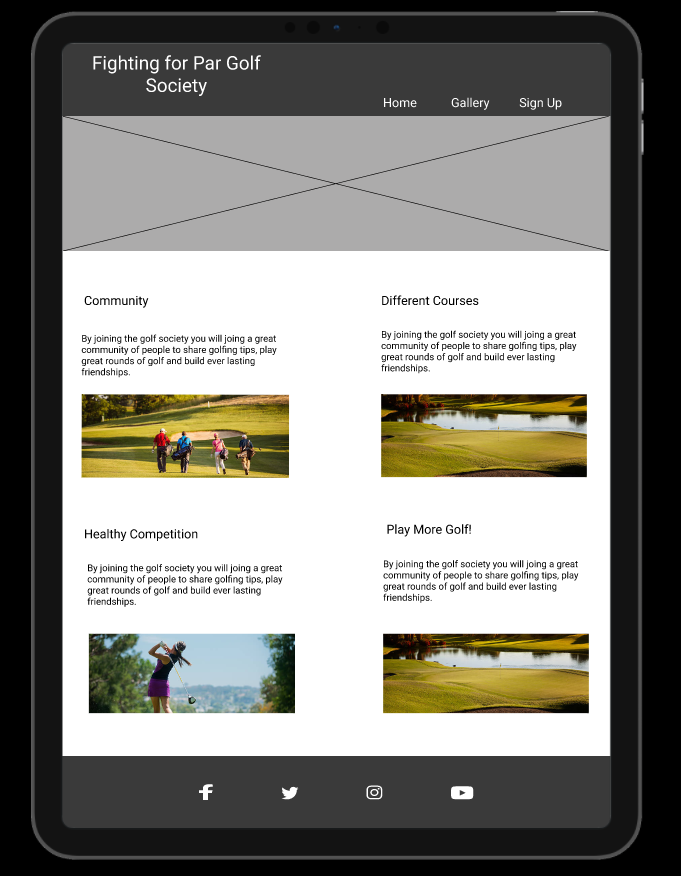 Fighting for Par Golf
Society
Home Gallery Sign Up
Community
By joining the golf society you will joing a great
community of people to share golfing tips, play
great rounds of golf and build ever lasting
friendships.
Different Courses
By joining the golf society you will joing a great
community of people to share golfing tips, play
great rounds of golf and build ever lasting
friendships.
Healthy Competition
By joining the golf society you will joing a great
community of people to share golfing tips, play
great rounds of golf and build ever lasting
friendships.
Play More Golf!
By joining the golf society you will joing a great
community of people to share golfing tips, play
great rounds of golf and build ever lasting
friendships.